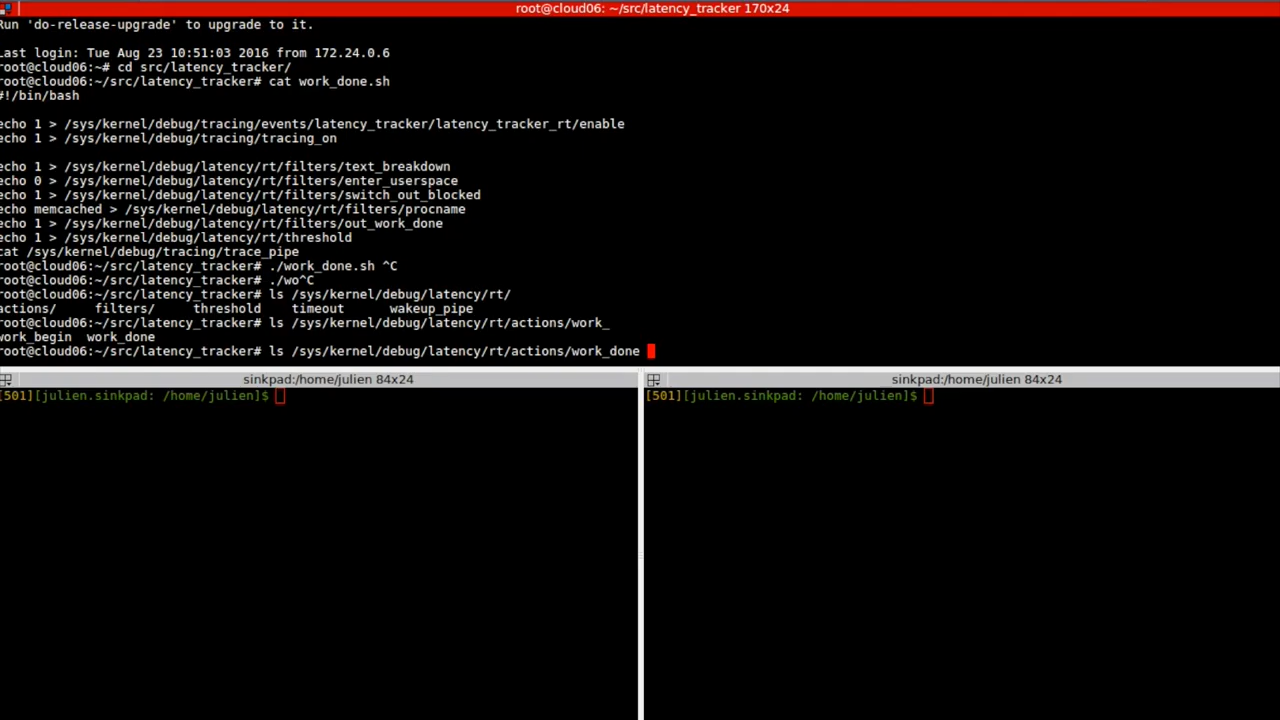 root@cloud06: ~/src/latency_tracker 170x24
Run 'do-release-upgrade' to upgrade to it.
Last login: Tue Aug 23 10:51:03 2016 from 172.24.0.6
root@cloud06:~# cd src/latency_tracker/
root@cloud06:~/src/latency_tracker# cat work_done.sh
#!/bin/bash
echo 1 > /sys/kernel/debug/tracing/events/latency_tracker/latency_tracker_rt/enable
echo 1 > /sys/kernel/debug/tracing/tracing_on
echo 1 > /sys/kernel/debug/latency/rt/filters/text_breakdown
echo 0 > /sys/kernel/debug/latency/rt/filters/enter_userspace
echo 1 > /sys/kernel/debug/latency/rt/filters/switch_out_blocked
echo memcached > /sys/kernel/debug/latency/rt/filters/procname
echo 1 > /sys/kernel/debug/latency/rt/filters/out_work_done
echo 1 > /sys/kernel/debug/latency/rt/threshold
cat /sys/kernel/debug/tracing/trace_pipe
root@cloud06:~/src/latency_tracker# ./work_done.sh ^C
root@cloud06:~/src/latency_tracker# ./wo^C
root@cloud06:~/src/latency_tracker# ls /sys/kernel/debug/latency/rt/
actions/     filters/     threshold    timeout      wakeup_pipe
root@cloud06:~/src/latency_tracker# ls /sys/kernel/debug/latency/rt/actions/work_
work_begin  work_done
root@cloud06:~/src/latency_tracker# ls /sys/kernel/debug/latency/rt/actions/work_done
sinkpad:/home/julien 84x24
[501][julien.sinkpad: /home/julien]$
sinkpad:/home/julien 84x24
[501][julien.sinkpad: /home/julien]$